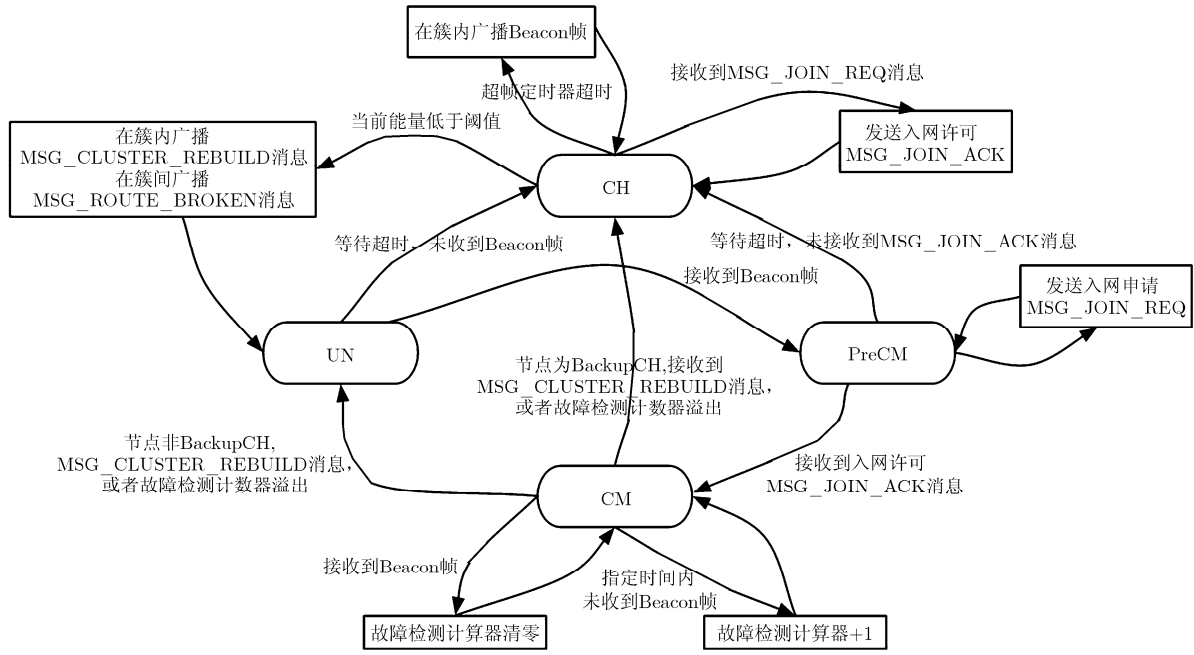 在簇内广播Beacon帧
超帧定时器超时
接收到MSG_JOIN_REQ消息
当前能量低于阈值
发送入网许可
MSG_JOIN_ACK
在簇内广播
MSG_CLUSTER_REBUILD消息
在簇间广播
MSG_ROUTE_BROKEN消息
CH
等待超时，未收到Beacon帧
等待超时，未接收到MSG_JOIN_ACK消息
接收到Beacon帧
发送入网申请
MSG_JOIN_REQ
UN
PreCM
节点为BackupCH,接收到
MSG_CLUSTER_REBUILD消息，
或者故障检测计数器溢出
节点非BackupCH,
MSG_CLUSTER_REBUILD消息，
或者故障检测计数器溢出
接收到入网许可
MSG_JOIN_ACK消息
CM
接收到Beacon帧
指定时间内
未收到Beacon帧
故障检测计算器清零
故障检测计算器+1